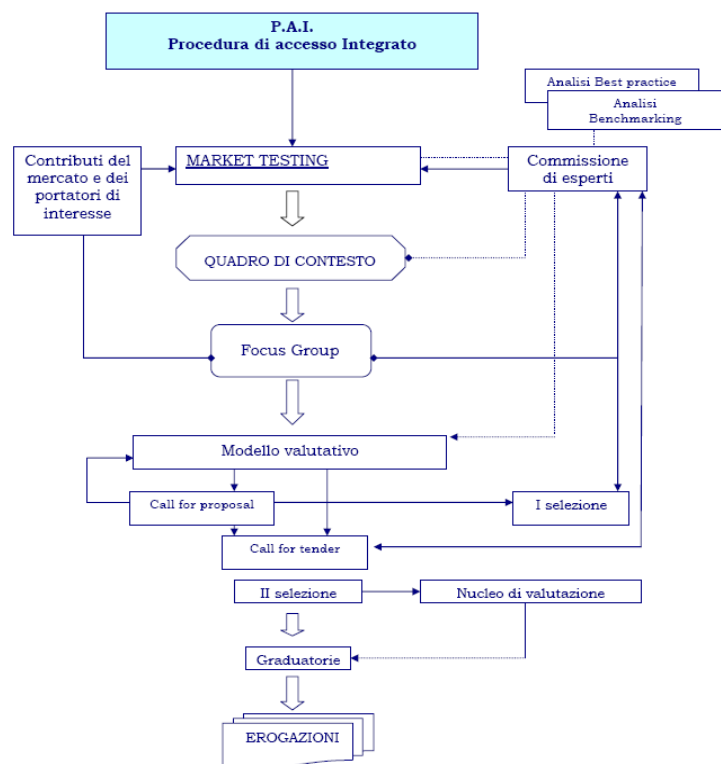 P.A.I.
Procedura di accesso Integrato
Analisi Best practice
Analisi
Benchmarking
Contributi del
mercato e dei
portatori di
interesse
MARKET TESTING
Commissione
di esperti
QUADRO DI CONTESTO
Focus Group
Modello valutativo
Call for proposal
I selezione
Call for tender
II selezione
Nucleo di valutazione
Graduatorie
EROGAZIONI